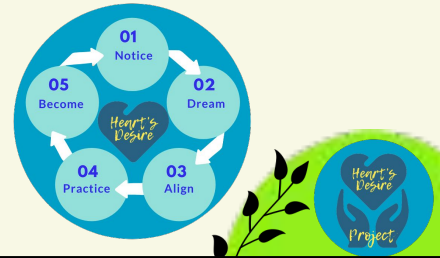 01
Notice
02
Dream
03
Align
04
Practice
05
Become
Heart's
Desire
Heart's
Desire
Project